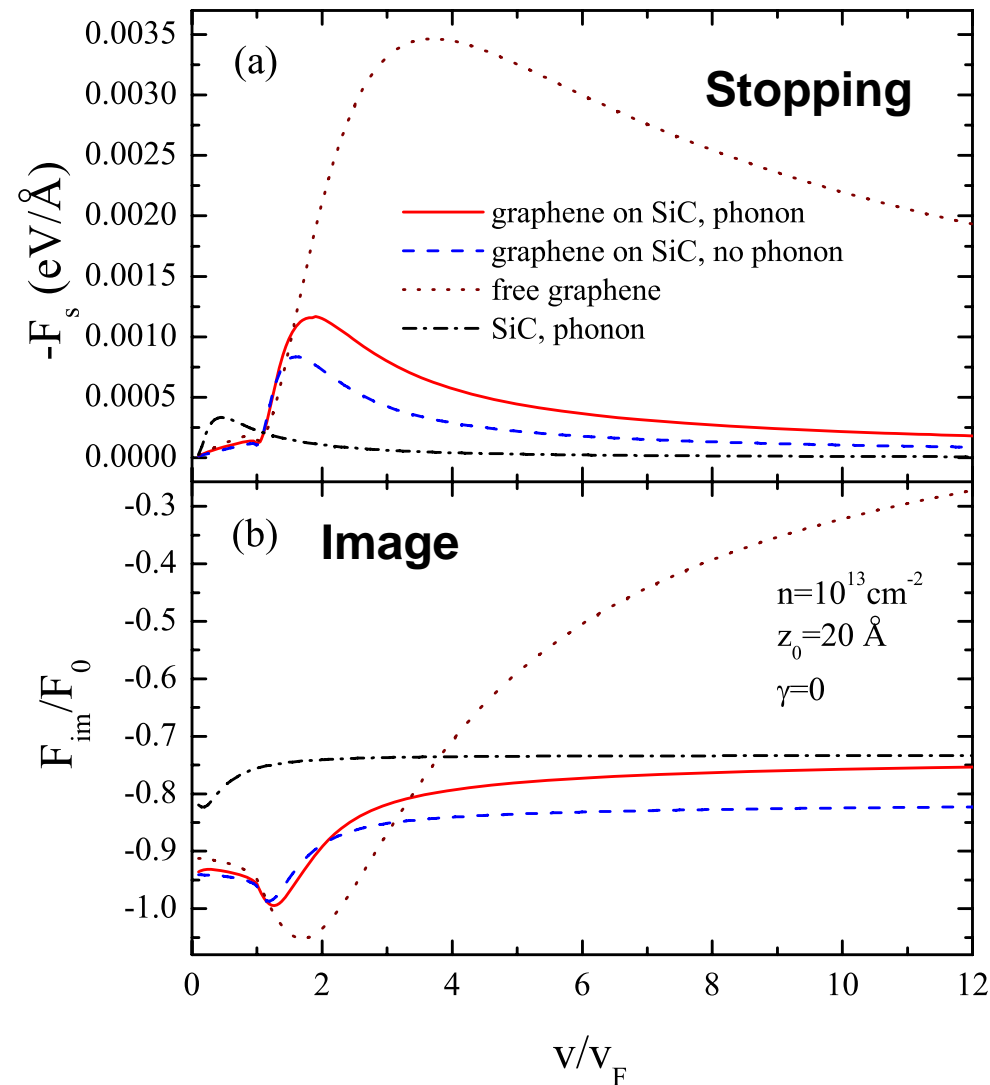 (a)
Stopping
-F_s (eV/Å)
0.0035
0.0030
0.0025
0.0020
0.0015
0.0010
0.0005
0.0000
graphene on SiC, phonon
graphene on SiC, no phonon
free graphene
SiC, phonon
(b)
Image
F_im/F_0
-0.3
-0.4
-0.5
-0.6
-0.7
-0.8
-0.9
-1.0
n=10^13cm^-2
z_0=20 Å
γ=0
0 2 4 6 8 10 12
v/v_F